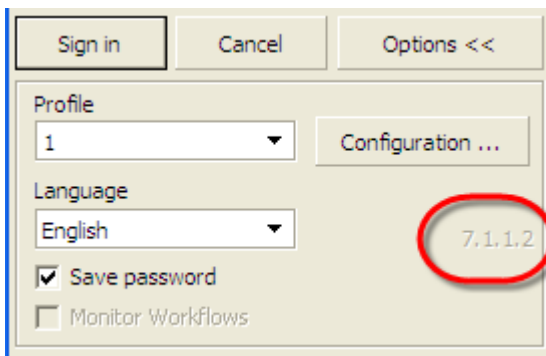 Sign in Cancel Options <<
Profile
1 Configuration ...
Language
English 7.1.1.2
Save password
Monitor Workflows